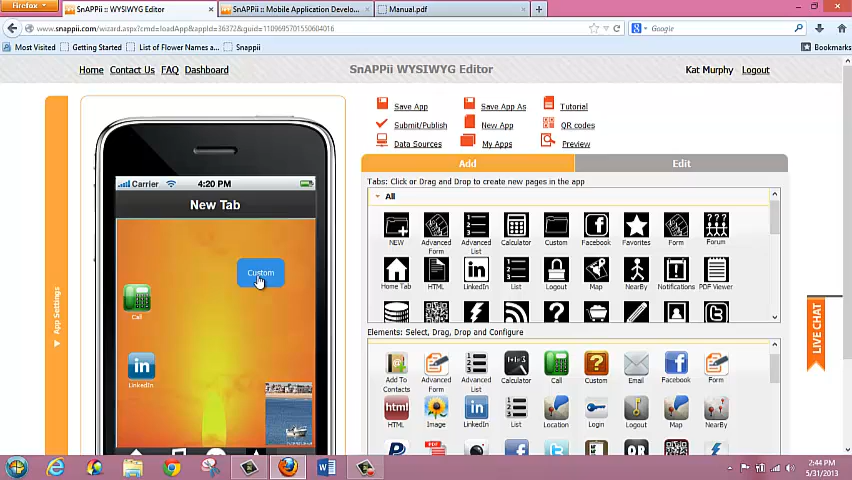 Firefox
SnAPPii :: WYSIWYG Editor
SnAPPii :: Mobile Application Develo...
Manual.pdf
www.snappii.com/wizard.aspx?cmd=loadApp&appId=36372&guid=1109695701505604016
Google
Most Visited
Getting Started
List of Flower Names a...
Snappii
Bookmarks
Home
Contact Us
FAQ
Dashboard
SnAPPii WYSIWYG Editor
Kat Murphy
Logout
Save App
Save App As
Tutorial
Submit/Publish
New App
QR codes
Data Sources
My Apps
Preview
Add
Edit
Tabs: Click or Drag and Drop to create new pages in the app
All
NEW
Advanced Form
Advanced List
Calculator
Custom
Facebook
Favorites
Form
Forum
Home Tab
HTML
LinkedIn
List
Logout
Map
NearBy
Notifications
PDF Viewer
Elements: Select, Drag, Drop and Configure
Add To Contacts
Advanced Form
Advanced List
Calculator
Call
Custom
Email
Facebook
Form
HTML
Image
LinkedIn
List
Location
Login
Logout
Map
NearBy
App Settings
Carrier
4:20 PM
New Tab
Custom
Call
LinkedIn
LIVE CHAT
2:44 PM
5/31/2013